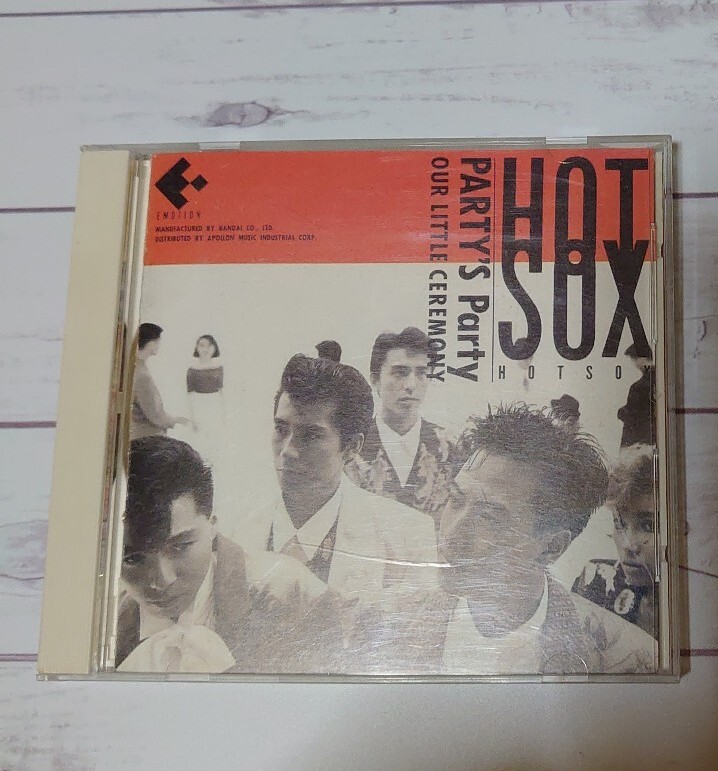 EMOTION
MANUFACTURED BY BANDAI CO., LTD.
DISTRIBUTED BY APOLLON MUSIC INDUSTRIAL CORP.
HOT
SOX
HOTSOX
PARTY'S Party
OUR LITTLE CEREMONY